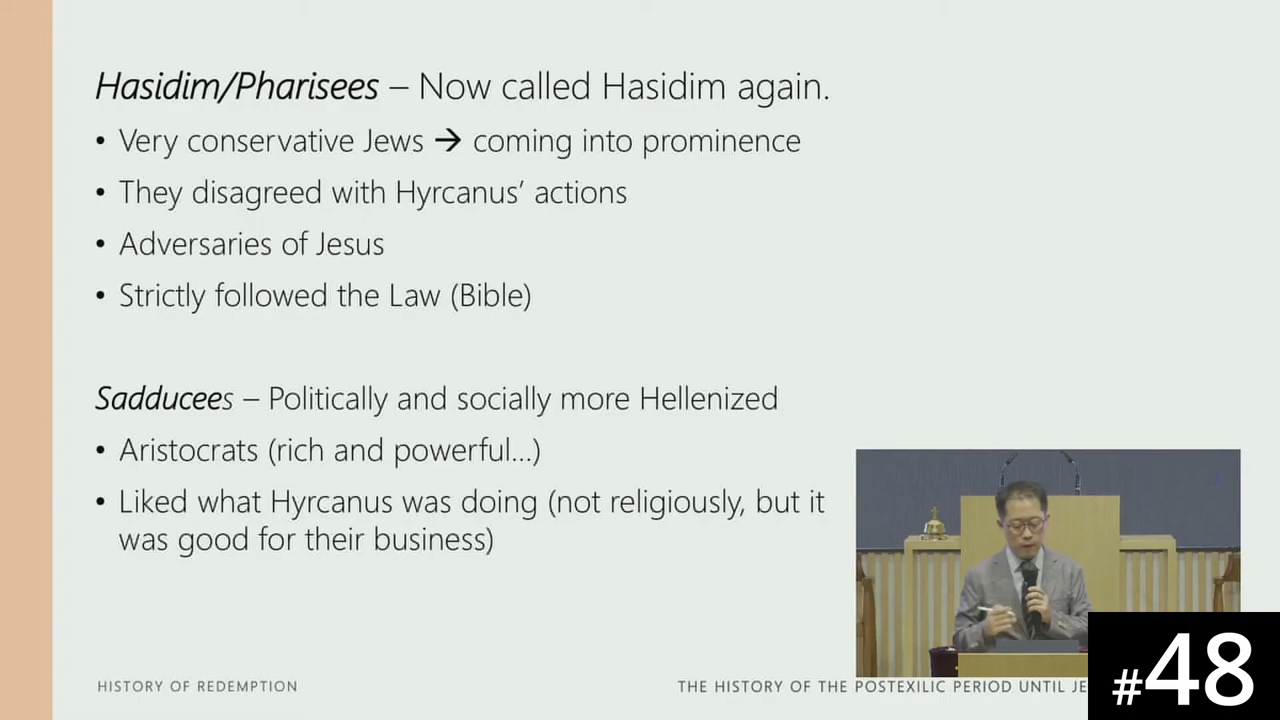 Hasidim/Pharisees – Now called Hasidim again.
• Very conservative Jews → coming into prominence
• They disagreed with Hyrcanus’ actions
• Adversaries of Jesus
• Strictly followed the Law (Bible)
Sadducees – Politically and socially more Hellenized
• Aristocrats (rich and powerful…)
• Liked what Hyrcanus was doing (not religiously, but it
was good for their business)
HISTORY OF REDEMPTION
THE HISTORY OF THE POSTEXILIC PERIOD UNTIL JE
#48